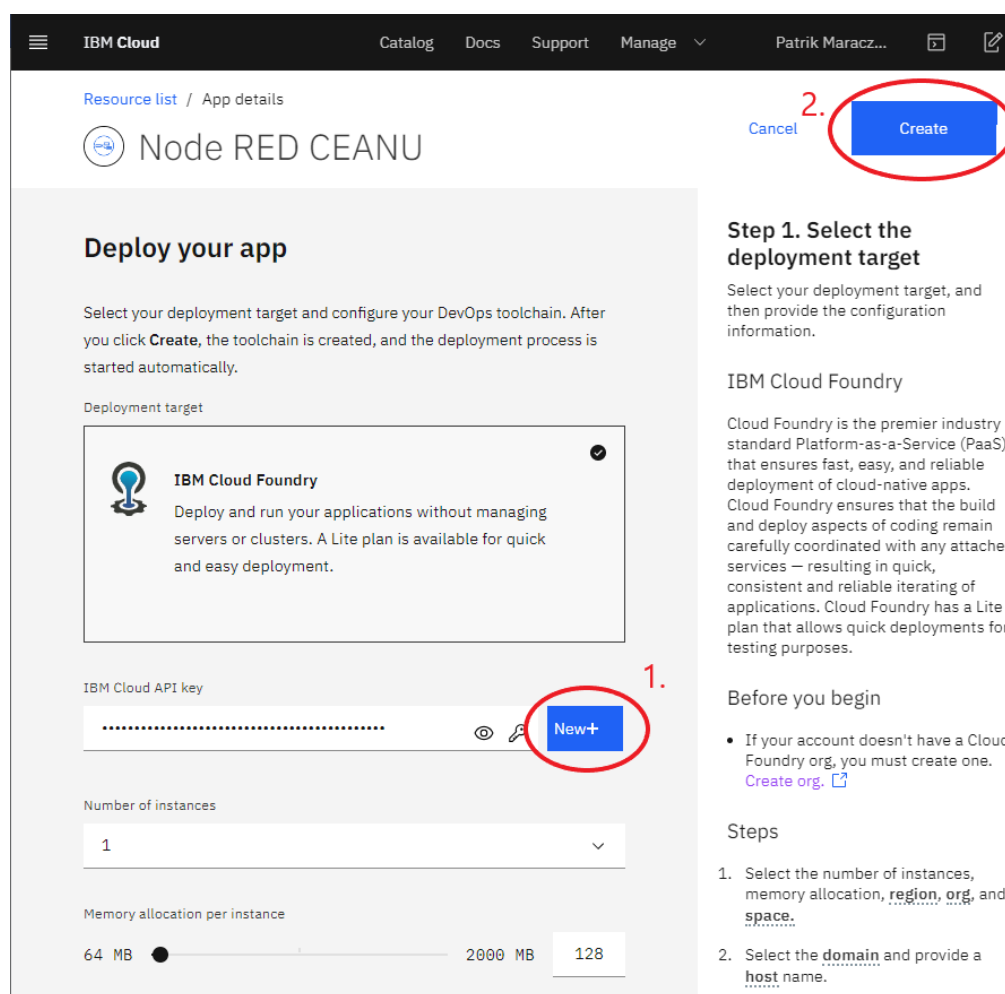 IBM Cloud
Catalog
Docs
Support
Manage
Patrik Maracz...
Resource list / App details
Node RED CEANU
2.
Cancel
Create
Deploy your app
Select your deployment target and configure your DevOps toolchain. After
you click Create, the toolchain is created, and the deployment process is
started automatically.
Deployment target
IBM Cloud Foundry
Deploy and run your applications without managing
servers or clusters. A Lite plan is available for quick
and easy deployment.
IBM Cloud API key
1.
New+
Number of instances
1
Memory allocation per instance
64 MB
2000 MB
128
Step 1. Select the
deployment target
Select your deployment target, and
then provide the configuration
information.
IBM Cloud Foundry
Cloud Foundry is the premier industry
standard Platform-as-a-Service (PaaS)
that ensures fast, easy, and reliable
deployment of cloud-native apps.
Cloud Foundry ensures that the build
and deploy aspects of coding remain
carefully coordinated with any attache
services — resulting in quick,
consistent and reliable iterating of
applications. Cloud Foundry has a Lite
plan that allows quick deployments for
testing purposes.
Before you begin
• If your account doesn't have a Cloud
Foundry org, you must create one.
Create org.
Steps
1. Select the number of instances,
memory allocation, region, org, and
space.
2. Select the domain and provide a
host name.